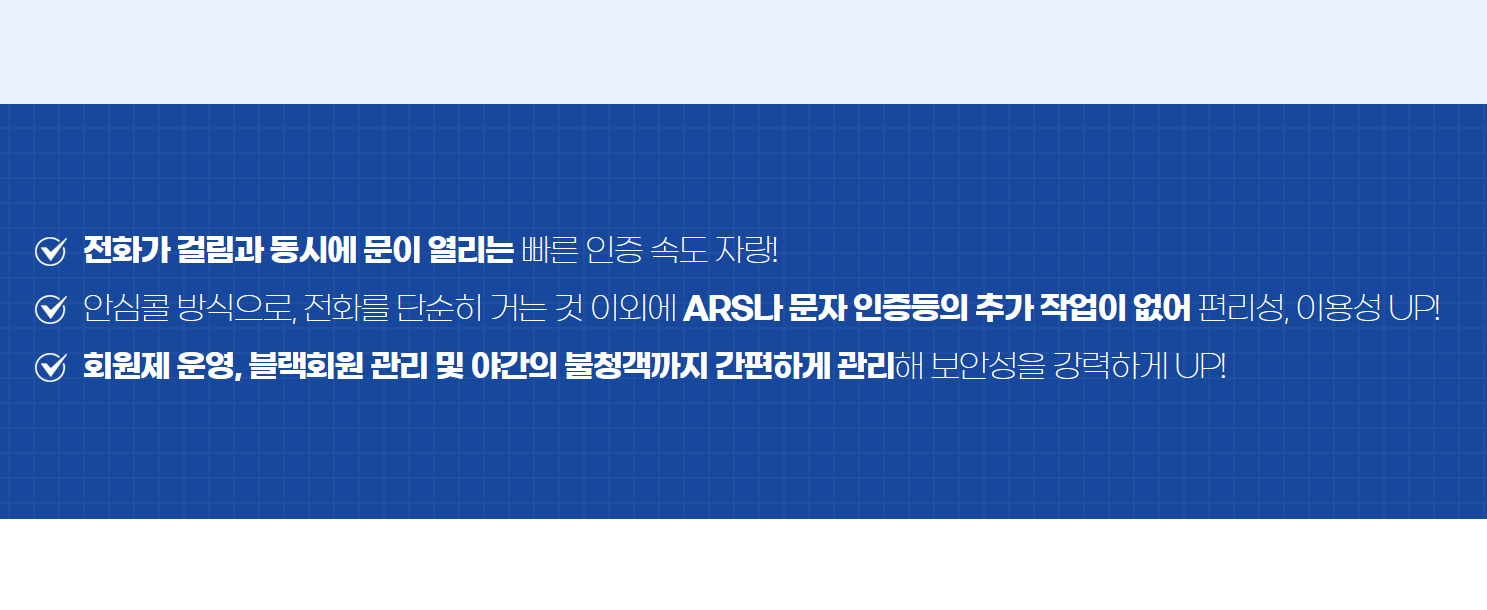 전화가 걸림과 동시에 문이 열리는 빠른 인증 속도 자랑!
안심콜 방식으로, 전화를 단순히 거는 것 이외에 ARS나 문자 인증등의 추가 작업이 없어 편리성, 이용성 UP!
회원제 운영, 블랙회원 관리 및 야간의 불청객까지 간편하게 관리해 보안성을 강력하게 UP!